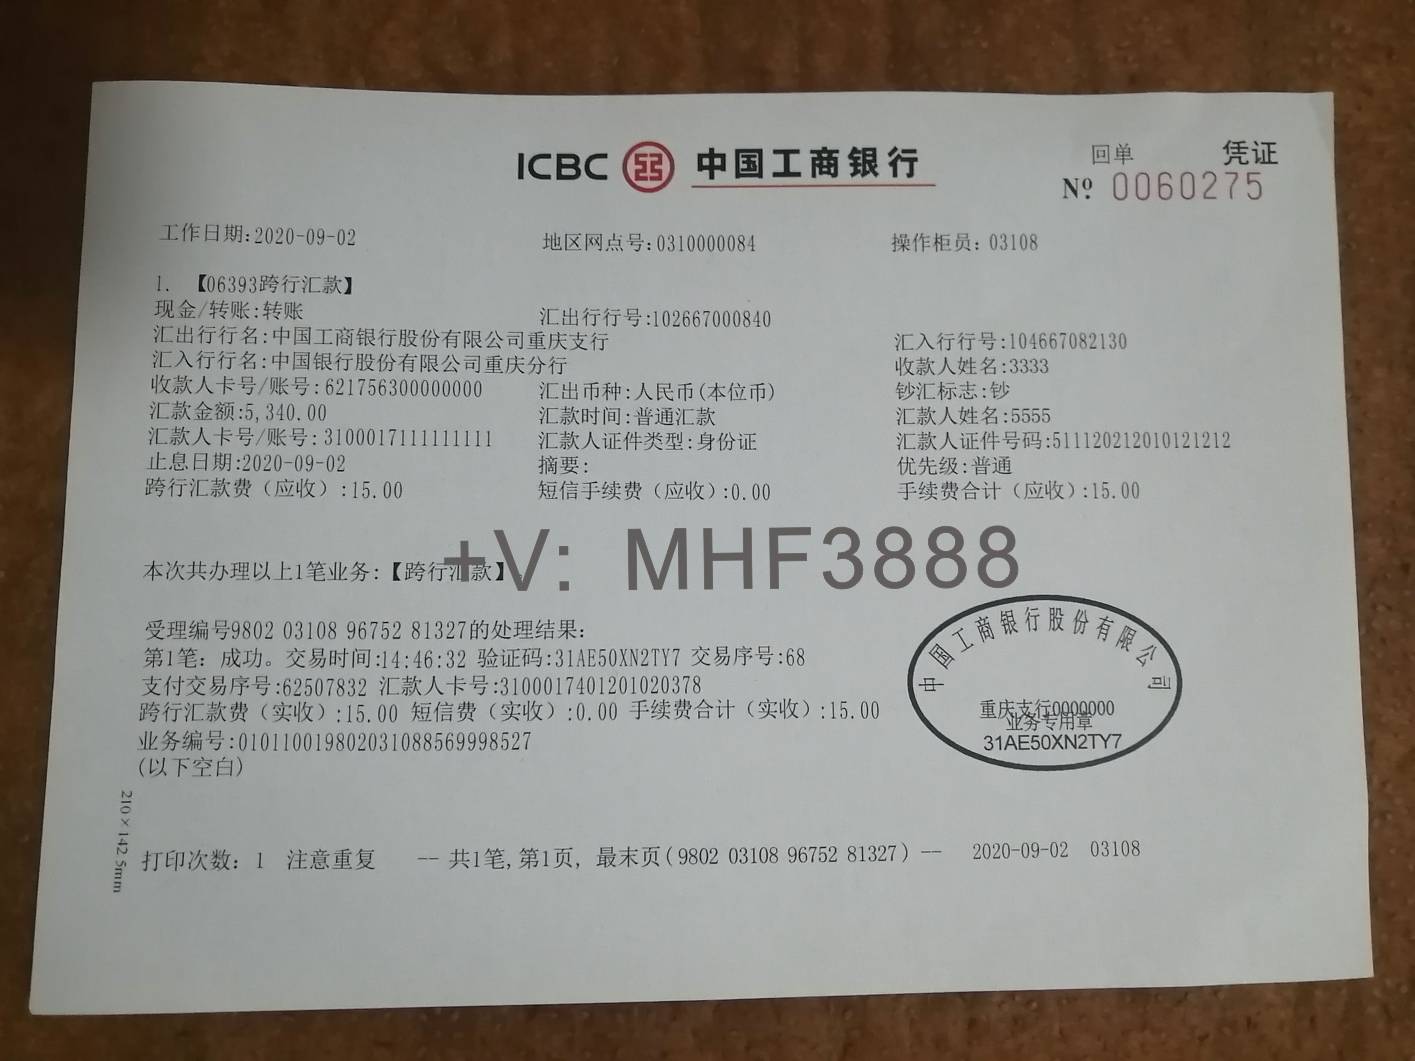 ICBC 中国工商银行
回单 凭证
Nº 0060275
工作日期:2020-09-02 地区网点号:0310000084 操作柜员: 03108
1. 【06393跨行汇款】
现金/转账:转账 汇出行行号:102667000840
汇出行行名:中国工商银行股份有限公司重庆支行 汇入行行号:104667082130
汇入行行名:中国银行股份有限公司重庆分行 收款人姓名:3333
收款人卡号/账号:621756300000000 汇出币种:人民币(本位币) 钞汇标志:钞
汇款金额:5,340.00 汇款时间:普通汇款 汇款人姓名:5555
汇款人卡号/账号:3100017111111111 汇款人证件类型:身份证 汇款人证件号码:511120212010121212
止息日期:2020-09-02 摘要: 优先级:普通
跨行汇款费（应收）:15.00 短信手续费（应收）:0.00 手续费合计（应收）:15.00
+V: MHF3888
本次共办理以上1笔业务:【跨行汇款】
受理编号9802 03108 96752 81327的处理结果:
第1笔: 成功。交易时间:14:46:32 验证码:31AE50XN2TY7 交易序号:68
支付交易序号:62507832 汇款人卡号:3100017401201020378
跨行汇款费（实收）:15.00 短信费（实收）:0.00 手续费合计（实收）:15.00
业务编号:0101100198020310885699985​27
(以下空白)
中国工商银行股份有限公司
重庆支行0000000
业务专用章
31AE50XN2TY7
210×142.5mm
打印次数: 1 注意重复 -- 共1笔,第1页, 最末页(9802 03108 96752 81327) -- 2020-09-02 03108